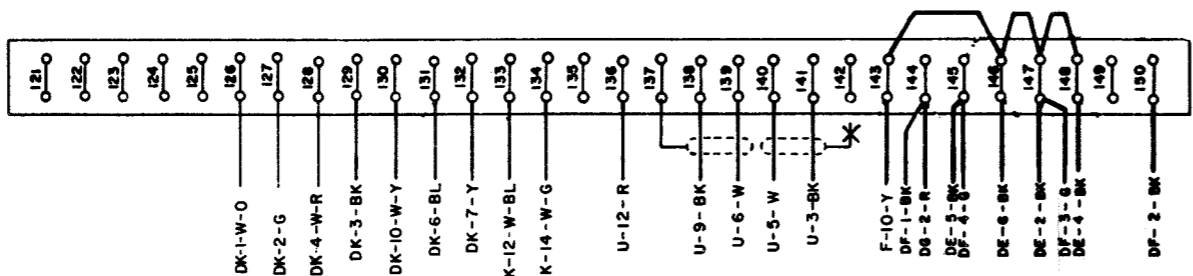 121
122
123
124
125
126
127
128
129
130
131
132
133
134
135
136
137
138
139
140
141
142
143
144
145
146
147
148
149
150
DK-1-W-O
DK-2-G
DK-4-W-R
DK-3-BK
DK-10-W-Y
DK-6-BL
DK-7-Y
K-12-W-BL
K-14-W-G
U-12-R
U-9-BK
U-6-W
U-5-W
U-3-BK
F-10-Y
DF-1-BK
DG-2-R
DE-5-BK
DF-4-G
DE-6-BK
DE-2-BK
DF-3-G
DE-4-BK
DF-2-BK